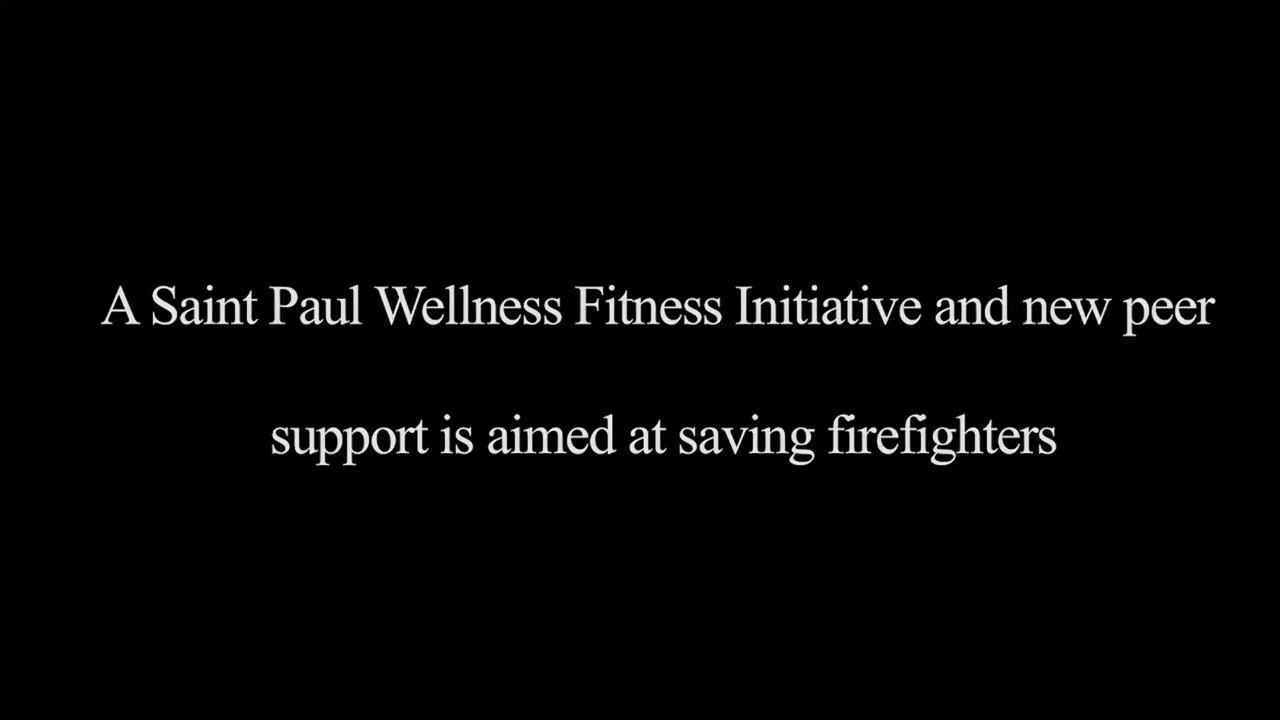 A Saint Paul Wellness Fitness Initiative and new peer
support is aimed at saving firefighters